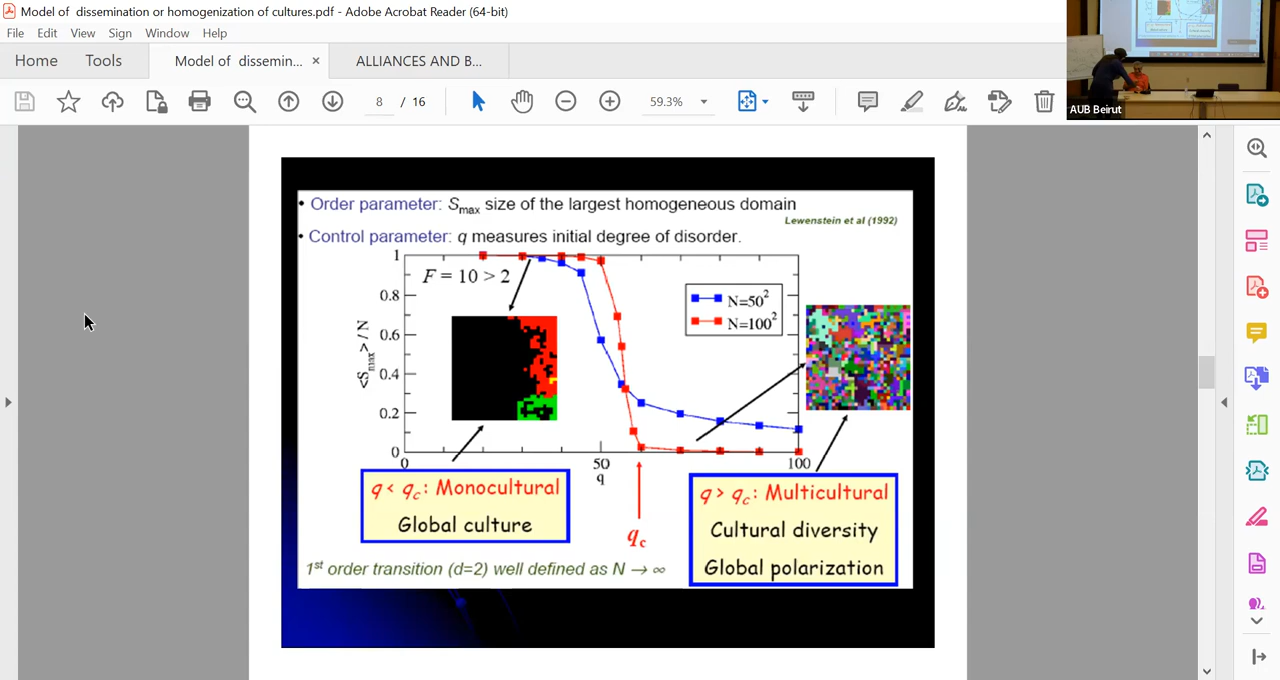 Model of  dissemination or homogenization of cultures.pdf - Adobe Acrobat Reader (64-bit)
File Edit View Sign Window Help
Home Tools Model of dissemin... × ALLIANCES AND B...
8 / 16 59.3%
AUB Beirut
• Order parameter: Smax size of the largest homogeneous domain
Lewenstein et al (1992)
• Control parameter: q measures initial degree of disorder.
F = 10 > 2
N=50²
N=100²
<Smax> / N
1
0.8
0.6
0.4
0.2
0
0 50 100
q
q < qc: Monocultural
Global culture
qc
q > qc: Multicultural
Cultural diversity
Global polarization
1st order transition (d=2) well defined as N → ∞